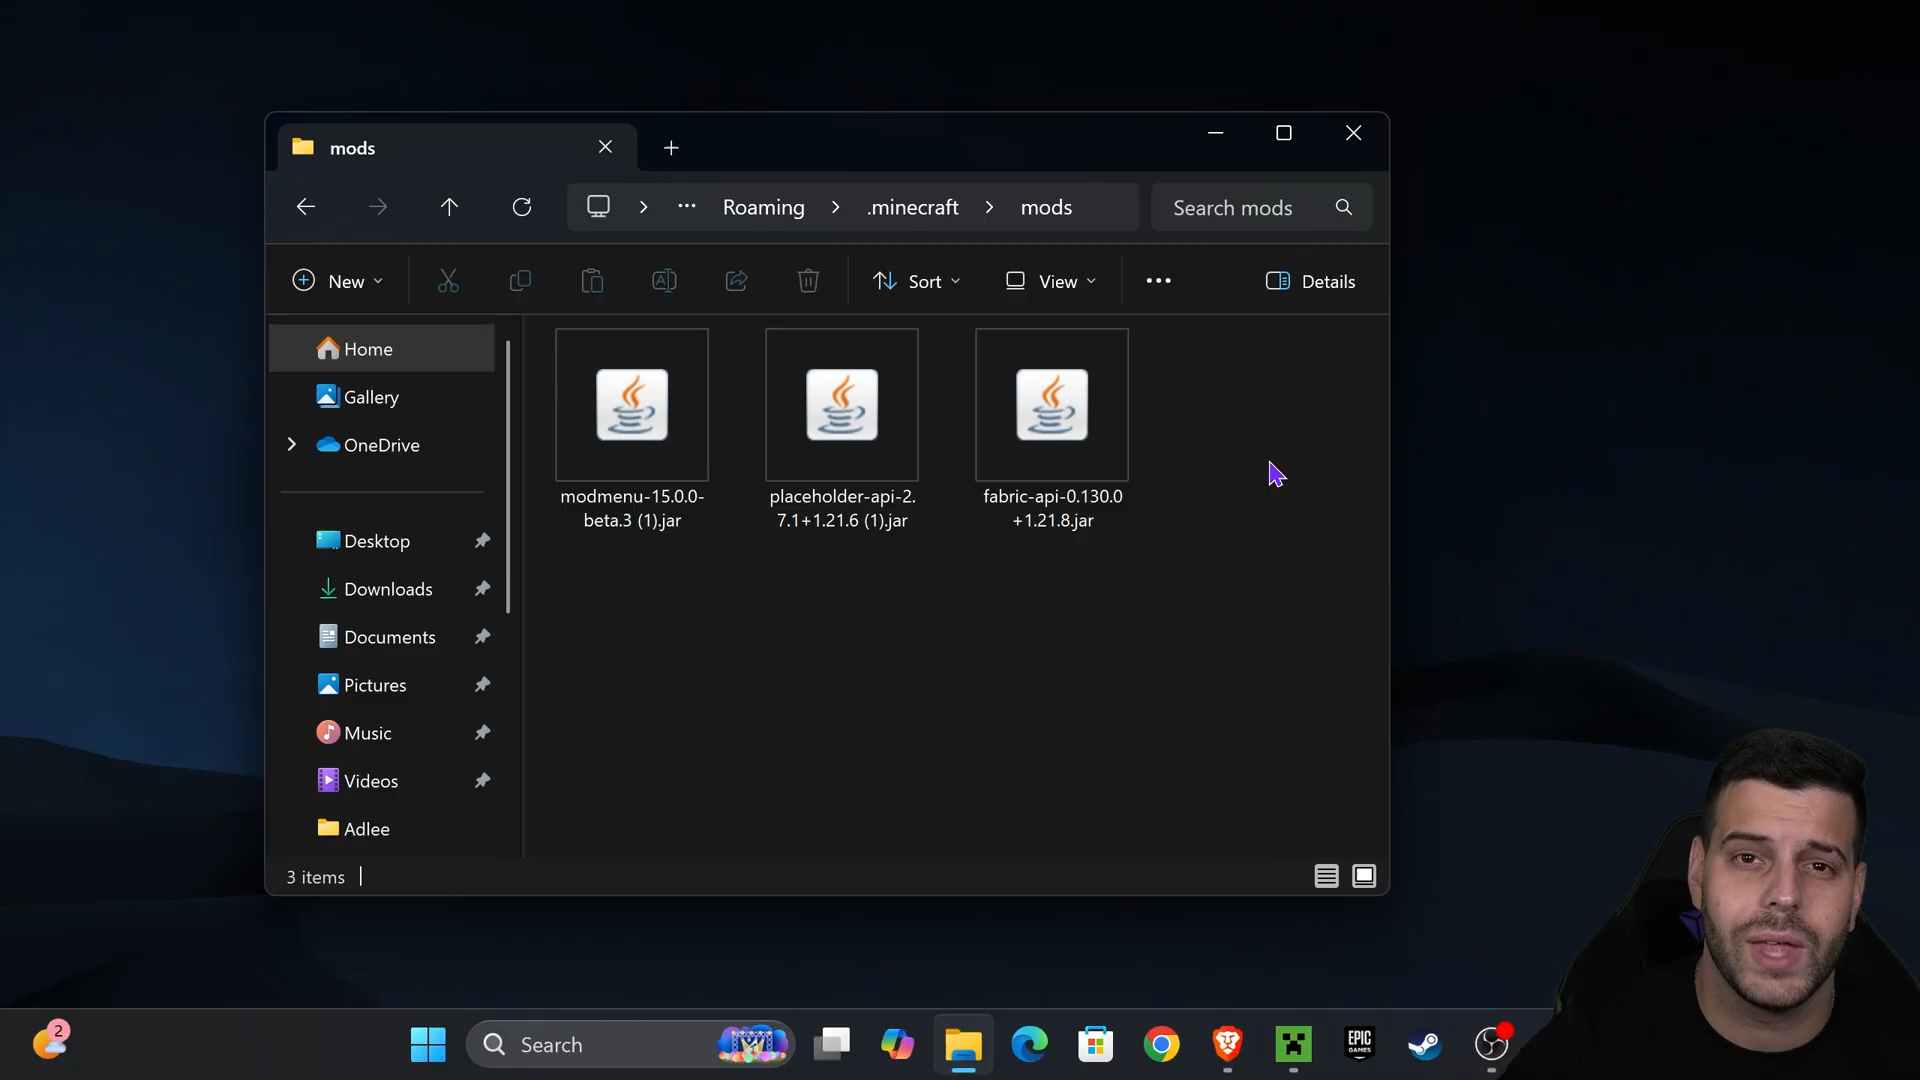 mods
Roaming
.minecraft
mods
Search mods
New
Sort
View
Details
Home
Gallery
OneDrive
Desktop
Downloads
Documents
Pictures
Music
Videos
Adlee
modmenu-15.0.0-
beta.3 (1).jar
placeholder-api-2.
7.1+1.21.6 (1).jar
fabric-api-0.130.0
+1.21.8.jar
3 items
2
Search
EPIC
GAMES